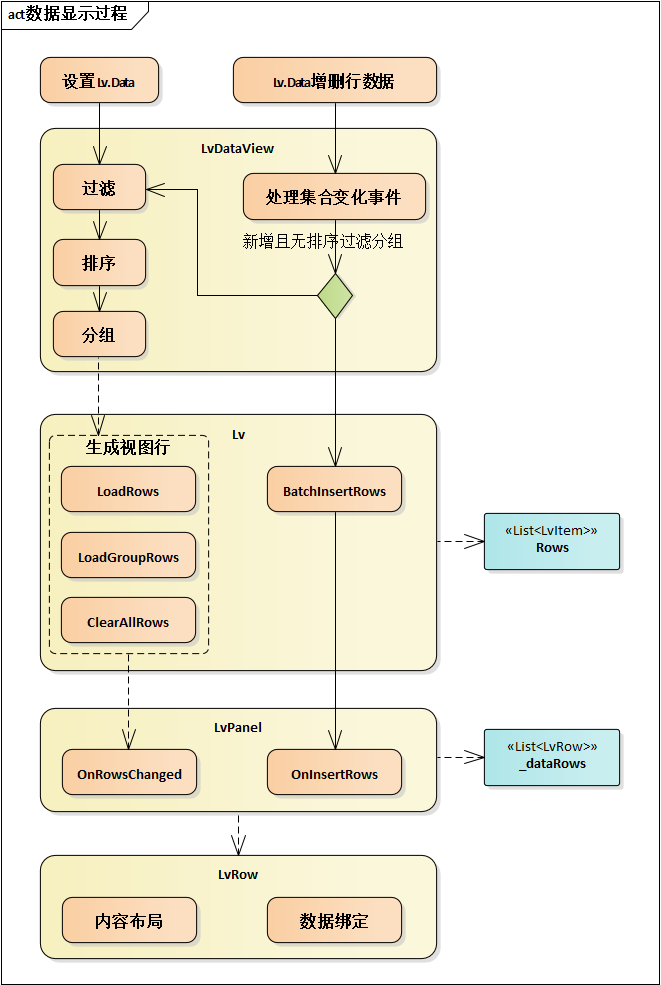 act数据显示过程
设置Lv.Data
Lv.Data增删行数据
LvDataView
过滤
处理集合变化事件
新增且无排序过滤分组
排序
分组
Lv
生成视图行
LoadRows
BatchInsertRows
LoadGroupRows
ClearAllRows
«List<LvItem>»
Rows
LvPanel
OnRowsChanged
OnInsertRows
«List<LvRow>»
_dataRows
LvRow
内容布局
数据绑定